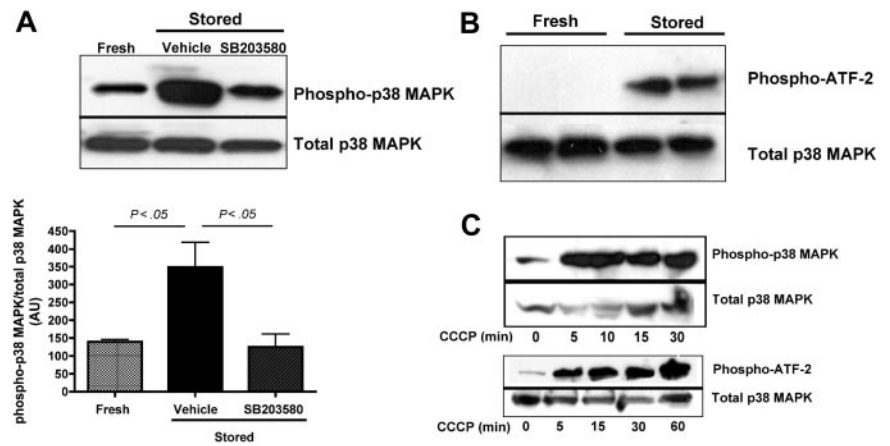 A
Stored
Fresh Vehicle SB203580
Phospho-p38 MAPK
Total p38 MAPK
P< .05 P< .05
phospho-p38 MAPK/total p38 MAPK
(AU)
450
400
350
300
250
200
150
100
50
0
Fresh Vehicle SB203580
Stored
B
Fresh Stored
Phospho-ATF-2
Total p38 MAPK
C
Phospho-p38 MAPK
Total p38 MAPK
CCCP (min) 0 5 10 15 30
Phospho-ATF-2
Total p38 MAPK
CCCP (min) 0 5 15 30 60